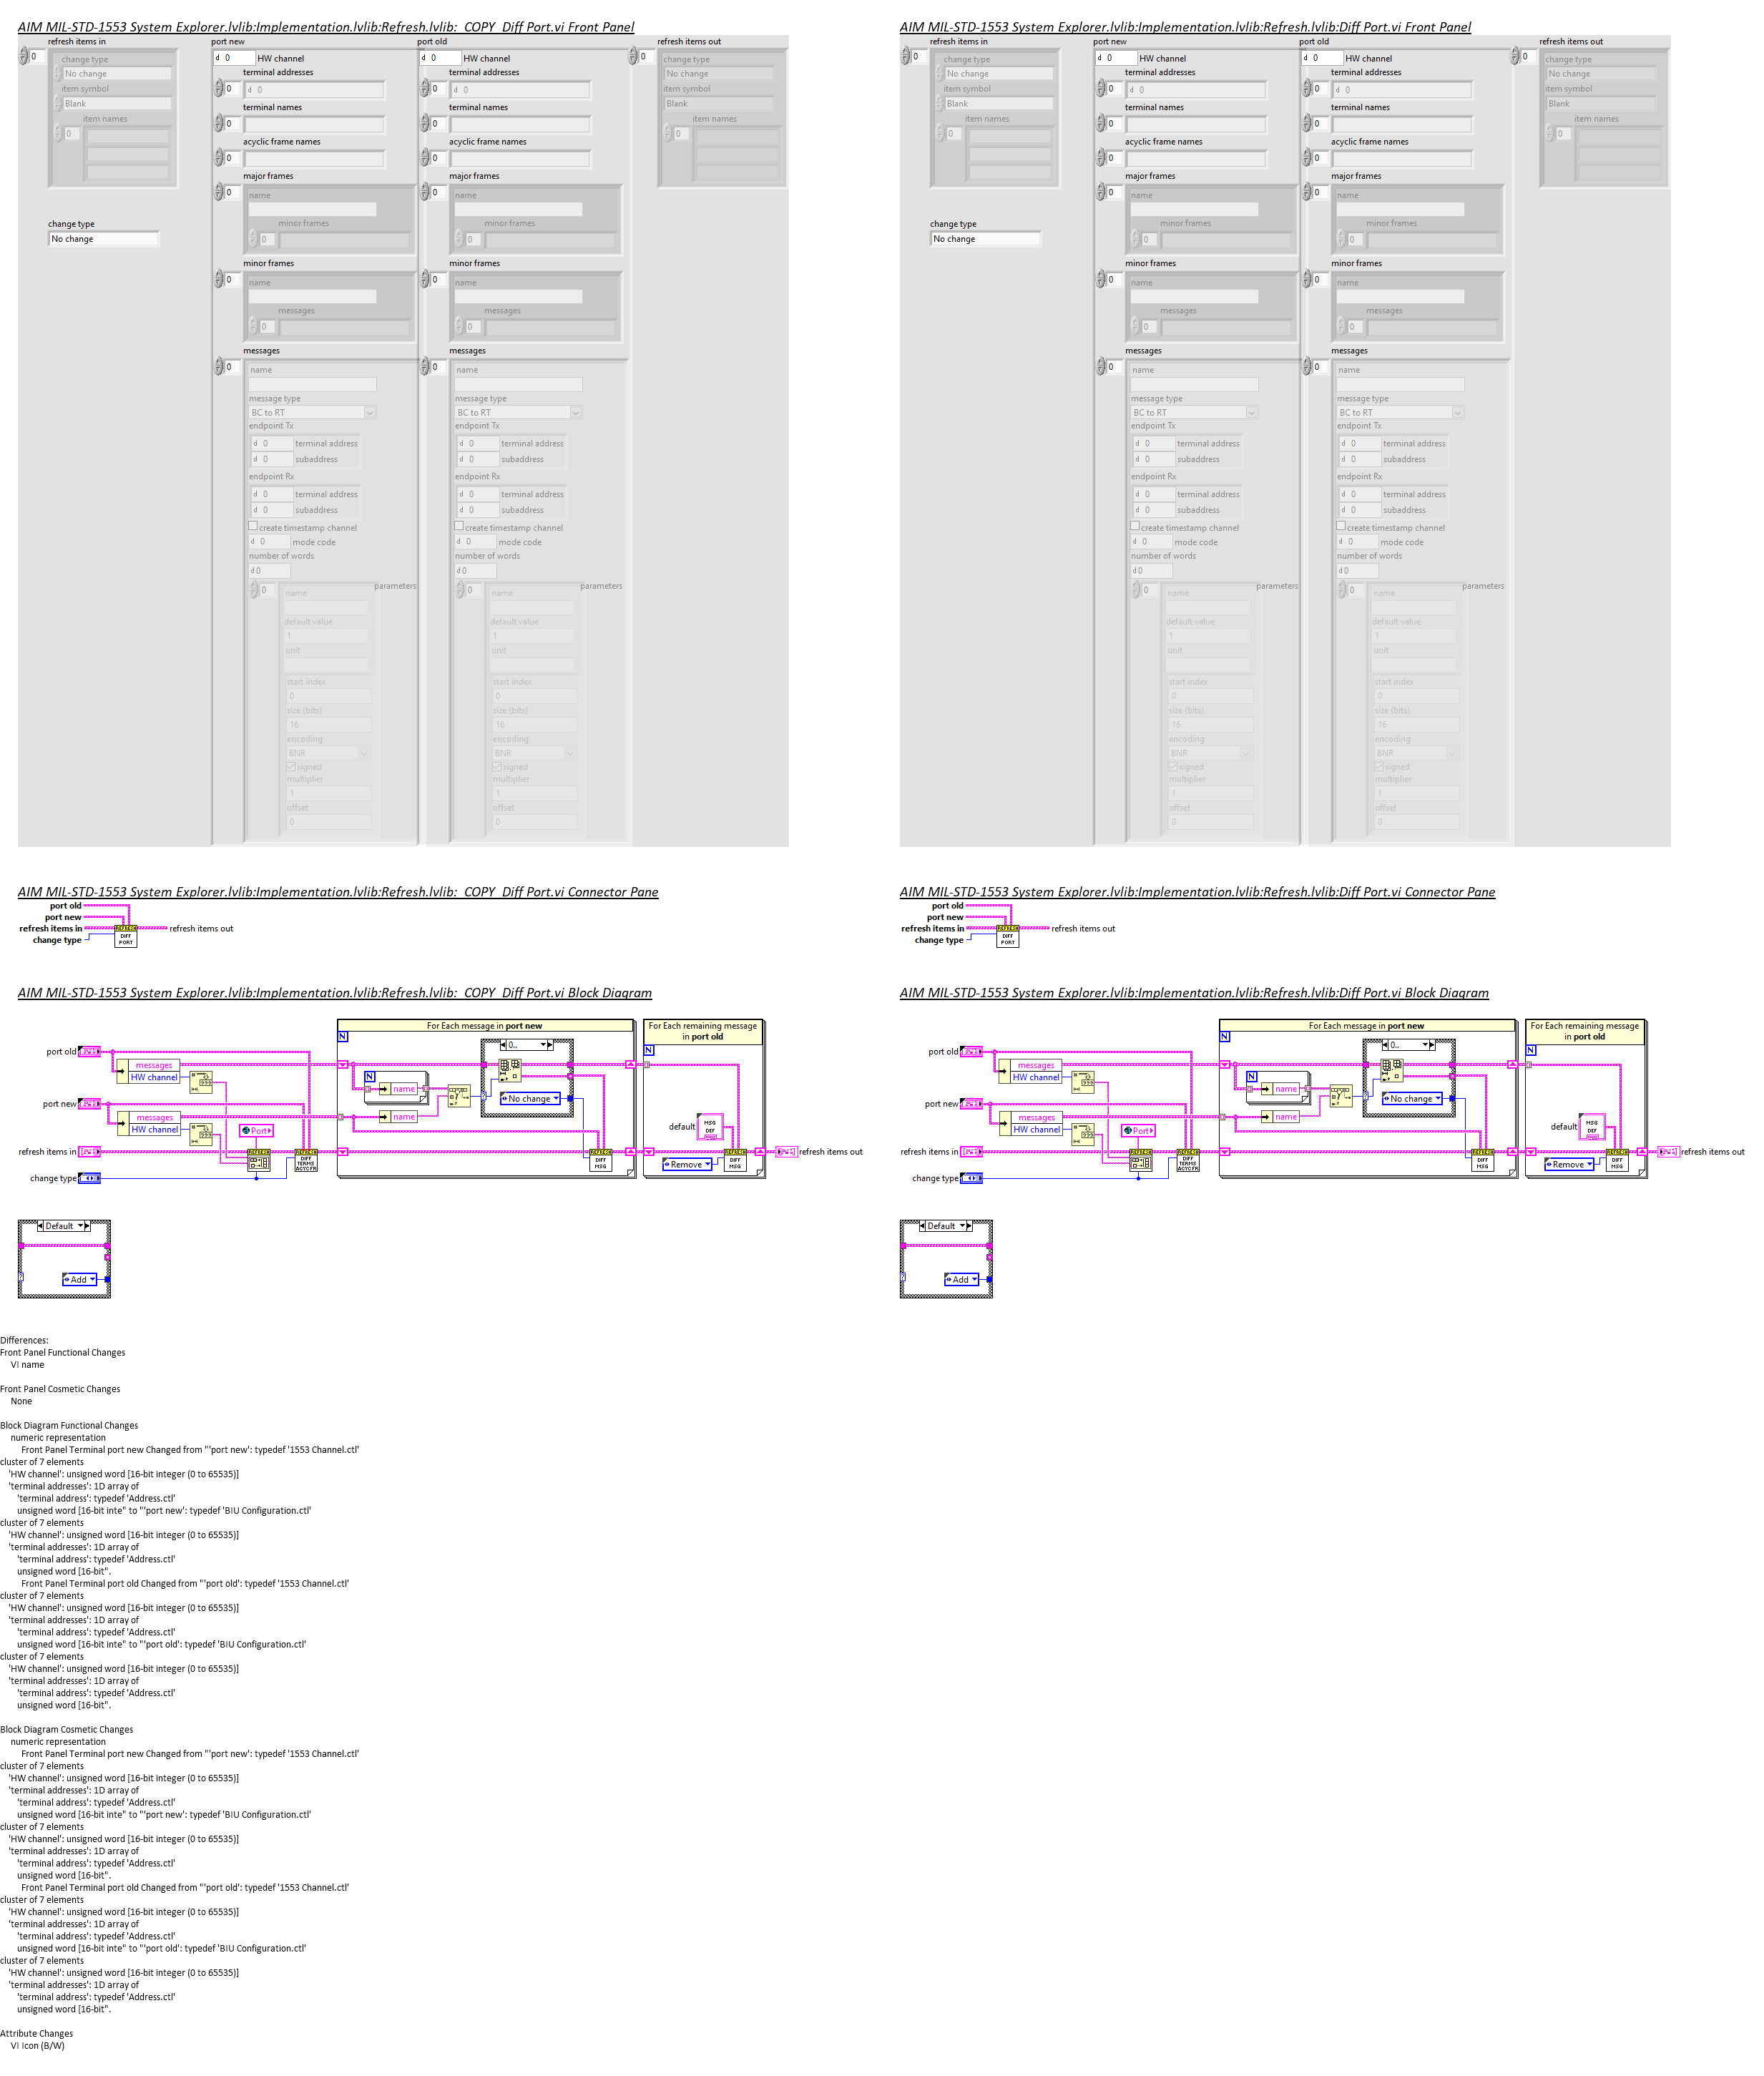 AIM MIL-STD-1553 System Explorer.lvlib:Implementation.lvlib:Refresh.lvlib:  COPY  Diff Port.vi Front Panel
refresh items in
0
change type
No change
item symbol
Blank
item names
0
change type
No change
port new
d 0 HW channel
terminal addresses
0 d 0
terminal names
0
acyclic frame names
0
major frames
0
name
minor frames
0
minor frames
0
name
messages
0
messages
0
name
message type
BC to RT
endpoint Tx
d 0 terminal address
d 0 subaddress
endpoint Rx
d 0 terminal address
d 0 subaddress
create timestamp channel
d 0 mode code
number of words
d 0
0 parameters
name
default value
1
unit
start index
0
size (bits)
16
encoding
BNR
signed
multiplier
1
offset
0
port old
d 0 HW channel
terminal addresses
0 d 0
terminal names
0
acyclic frame names
0
major frames
0
name
minor frames
0
minor frames
0
name
messages
0
messages
0
name
message type
BC to RT
endpoint Tx
d 0 terminal address
d 0 subaddress
endpoint Rx
d 0 terminal address
d 0 subaddress
create timestamp channel
d 0 mode code
number of words
d 0
0 parameters
name
default value
1
unit
start index
0
size (bits)
16
encoding
BNR
signed
multiplier
1
offset
0
refresh items out
0
change type
No change
item symbol
Blank
item names
0
AIM MIL-STD-1553 System Explorer.lvlib:Implementation.lvlib:Refresh.lvlib:Diff Port.vi Front Panel
refresh items in
0
change type
No change
item symbol
Blank
item names
0
change type
No change
port new
d 0 HW channel
terminal addresses
0 d 0
terminal names
0
acyclic frame names
0
major frames
0
name
minor frames
0
minor frames
0
name
messages
0
messages
0
name
message type
BC to RT
endpoint Tx
d 0 terminal address
d 0 subaddress
endpoint Rx
d 0 terminal address
d 0 subaddress
create timestamp channel
d 0 mode code
number of words
d 0
0 parameters
name
default value
1
unit
start index
0
size (bits)
16
encoding
BNR
signed
multiplier
1
offset
0
port old
d 0 HW channel
terminal addresses
0 d 0
terminal names
0
acyclic frame names
0
major frames
0
name
minor frames
0
minor frames
0
name
messages
0
messages
0
name
message type
BC to RT
endpoint Tx
d 0 terminal address
d 0 subaddress
endpoint Rx
d 0 terminal address
d 0 subaddress
create timestamp channel
d 0 mode code
number of words
d 0
0 parameters
name
default value
1
unit
start index
0
size (bits)
16
encoding
BNR
signed
multiplier
1
offset
0
refresh items out
0
change type
No change
item symbol
Blank
item names
0
AIM MIL-STD-1553 System Explorer.lvlib:Implementation.lvlib:Refresh.lvlib:  COPY  Diff Port.vi Connector Pane
port old
port new
refresh items in
change type
REFRESH
DIFF
PORT
refresh items out
AIM MIL-STD-1553 System Explorer.lvlib:Implementation.lvlib:Refresh.lvlib:Diff Port.vi Connector Pane
port old
port new
refresh items in
change type
REFRESH
DIFF
PORT
refresh items out
AIM MIL-STD-1553 System Explorer.lvlib:Implementation.lvlib:Refresh.lvlib:  COPY  Diff Port.vi Block Diagram
For Each message in port new
For Each remaining message
in port old
N
N
0..
port old
messages
HW channel
N
name
No change
port new
messages
HW channel
name
Port
default
MSG
DEF
refresh items in
REFRESH
REFRESH
DIFF
TERMS
ACYCFR
REFRESH
DIFF
MSG
Remove
REFRESH
DIFF
MSG
refresh items out
change type
Default
Add
AIM MIL-STD-1553 System Explorer.lvlib:Implementation.lvlib:Refresh.lvlib:Diff Port.vi Block Diagram
For Each message in port new
For Each remaining message
in port old
N
N
0..
port old
messages
HW channel
N
name
No change
port new
messages
HW channel
name
Port
default
MSG
DEF
refresh items in
REFRESH
REFRESH
DIFF
TERMS
ACYCFR
REFRESH
DIFF
MSG
Remove
REFRESH
DIFF
MSG
refresh items out
change type
Default
Add
Differences:
Front Panel Functional Changes
VI name
Front Panel Cosmetic Changes
None
Block Diagram Functional Changes
numeric representation
Front Panel Terminal port new Changed from "'port new': typedef '1553 Channel.ctl'
cluster of 7 elements
'HW channel': unsigned word [16-bit integer (0 to 65535)]
'terminal addresses': 1D array of
'terminal address': typedef 'Address.ctl'
unsigned word [16-bit inte" to "'port new': typedef 'BIU Configuration.ctl'
cluster of 7 elements
'HW channel': unsigned word [16-bit integer (0 to 65535)]
'terminal addresses': 1D array of
'terminal address': typedef 'Address.ctl'
unsigned word [16-bit".
Front Panel Terminal port old Changed from "'port old': typedef '1553 Channel.ctl'
cluster of 7 elements
'HW channel': unsigned word [16-bit integer (0 to 65535)]
'terminal addresses': 1D array of
'terminal address': typedef 'Address.ctl'
unsigned word [16-bit inte" to "'port old': typedef 'BIU Configuration.ctl'
cluster of 7 elements
'HW channel': unsigned word [16-bit integer (0 to 65535)]
'terminal addresses': 1D array of
'terminal address': typedef 'Address.ctl'
unsigned word [16-bit".
Block Diagram Cosmetic Changes
numeric representation
Front Panel Terminal port new Changed from "'port new': typedef '1553 Channel.ctl'
cluster of 7 elements
'HW channel': unsigned word [16-bit integer (0 to 65535)]
'terminal addresses': 1D array of
'terminal address': typedef 'Address.ctl'
unsigned word [16-bit inte" to "'port new': typedef 'BIU Configuration.ctl'
cluster of 7 elements
'HW channel': unsigned word [16-bit integer (0 to 65535)]
'terminal addresses': 1D array of
'terminal address': typedef 'Address.ctl'
unsigned word [16-bit".
Front Panel Terminal port old Changed from "'port old': typedef '1553 Channel.ctl'
cluster of 7 elements
'HW channel': unsigned word [16-bit integer (0 to 65535)]
'terminal addresses': 1D array of
'terminal address': typedef 'Address.ctl'
unsigned word [16-bit inte" to "'port old': typedef 'BIU Configuration.ctl'
cluster of 7 elements
'HW channel': unsigned word [16-bit integer (0 to 65535)]
'terminal addresses': 1D array of
'terminal address': typedef 'Address.ctl'
unsigned word [16-bit".
Attribute Changes
VI Icon (B/W)